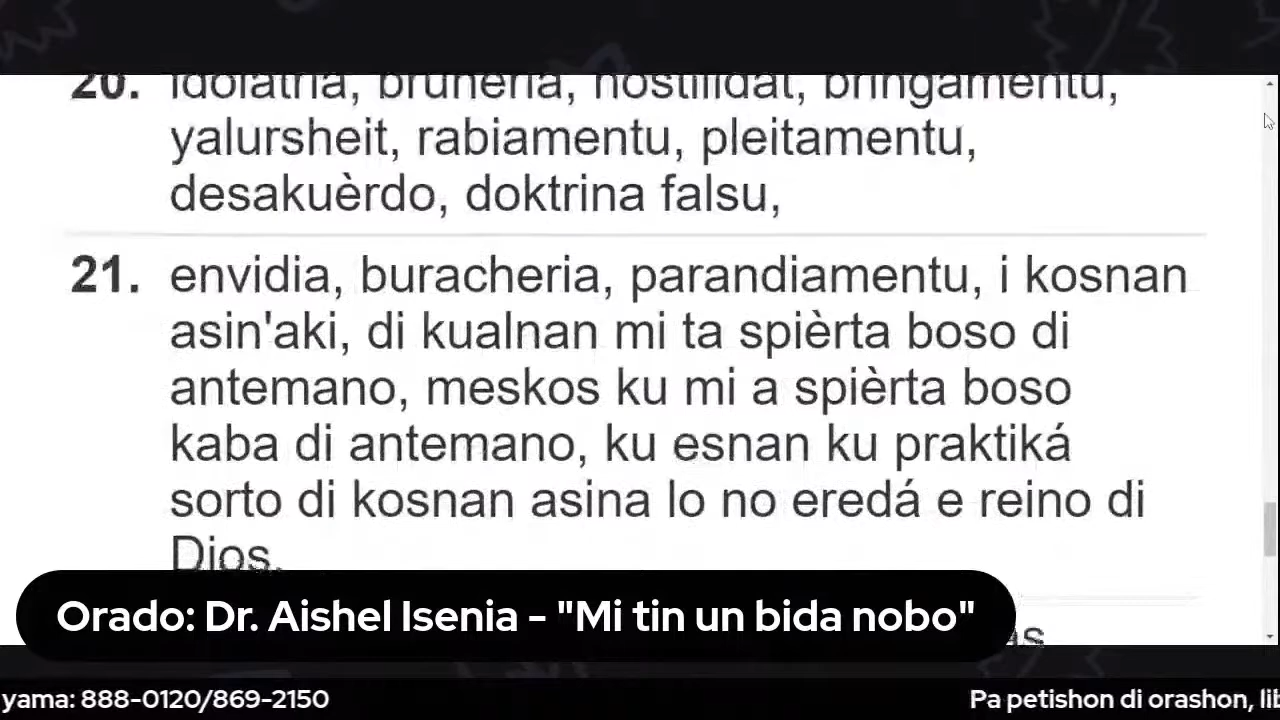 20. idolatria, bruheria, hostilidat, bringamentu,
yalursheit, rabiamentu, pleitamentu,
desakuèrdo, doktrina falsu,
21. envidia, buracheria, parandiamentu, i kosnan
asin'aki, di kualnan mi ta spièrta boso di
antemano, meskos ku mi a spièrta boso
kaba di antemano, ku esnan ku praktiká
sorto di kosnan asina lo no eredá e reino di
Dios.
Orado: Dr. Aishel Isenia - "Mi tin un bida nobo"
yama: 888-0120/869-2150
Pa petishon di orashon,